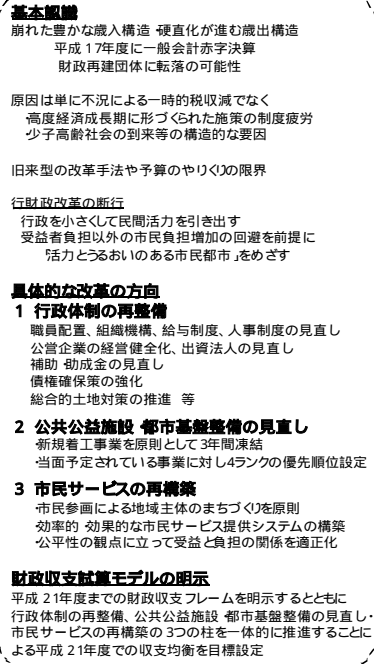 基本認識
崩れた豊かな歳入構造・硬直化が進む歳出構造
平成17年度に一般会計赤字決算
財政再建団体に転落の可能性
原因は単に不況による一時的税収減でなく
・高度経済成長期に形づくられた施策の制度疲労
・少子高齢社会の到来等の構造的な要因
旧来型の改革手法や予算のやりくりの限界
行財政改革の断行
行政を小さくして民間活力を引き出す
受益者負担以外の市民負担増加の回避を前提に
「活力とうるおいのある市民都市」をめざす
具体的な改革の方向
1 行政体制の再整備
職員配置、組織機構、給与制度、人事制度の見直し
公営企業の経営健全化、出資法人の見直し
補助・助成金の見直し
債権確保策の強化
総合的土地対策の推進 等
2 公共公益施設・都市基盤整備の見直し
・新規着工事業を原則として3年間凍結
・当面予定されている事業に対し4ランクの優先順位設定
3 市民サービスの再構築
・市民参画による地域主体のまちづくりを原則
・効率的・効果的な市民サービス提供システムの構築
・公平性の観点に立って受益と負担の関係を適正化
財政収支試算モデルの明示
平成21年度までの財政収支フレームを明示するとともに
行政体制の再整備、公共公益施設・都市基盤整備の見直し・
市民サービスの再構築の3つの柱を一体的に推進することに
よる平成21年度での収支均衡を目標設定